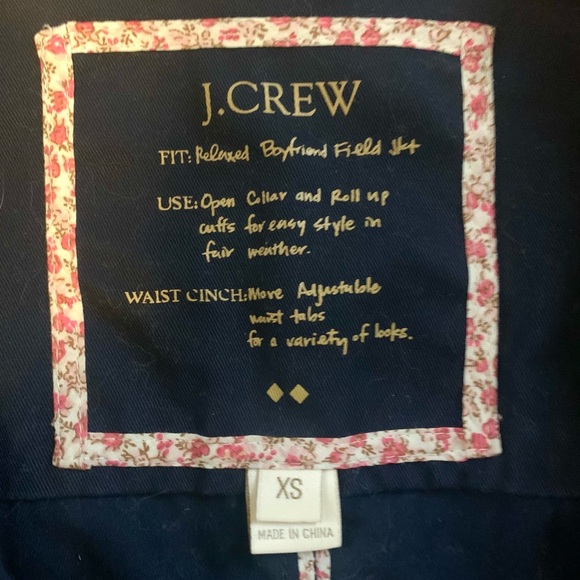 J.CREW
FIT: Relaxed Boyfriend Field Jkt
USE: Open Collar and Roll up
cuffs for easy style in
fair weather.
WAIST CINCH: Move Adjustable
waist tabs
for a variety of looks.
XS
MADE IN CHINA